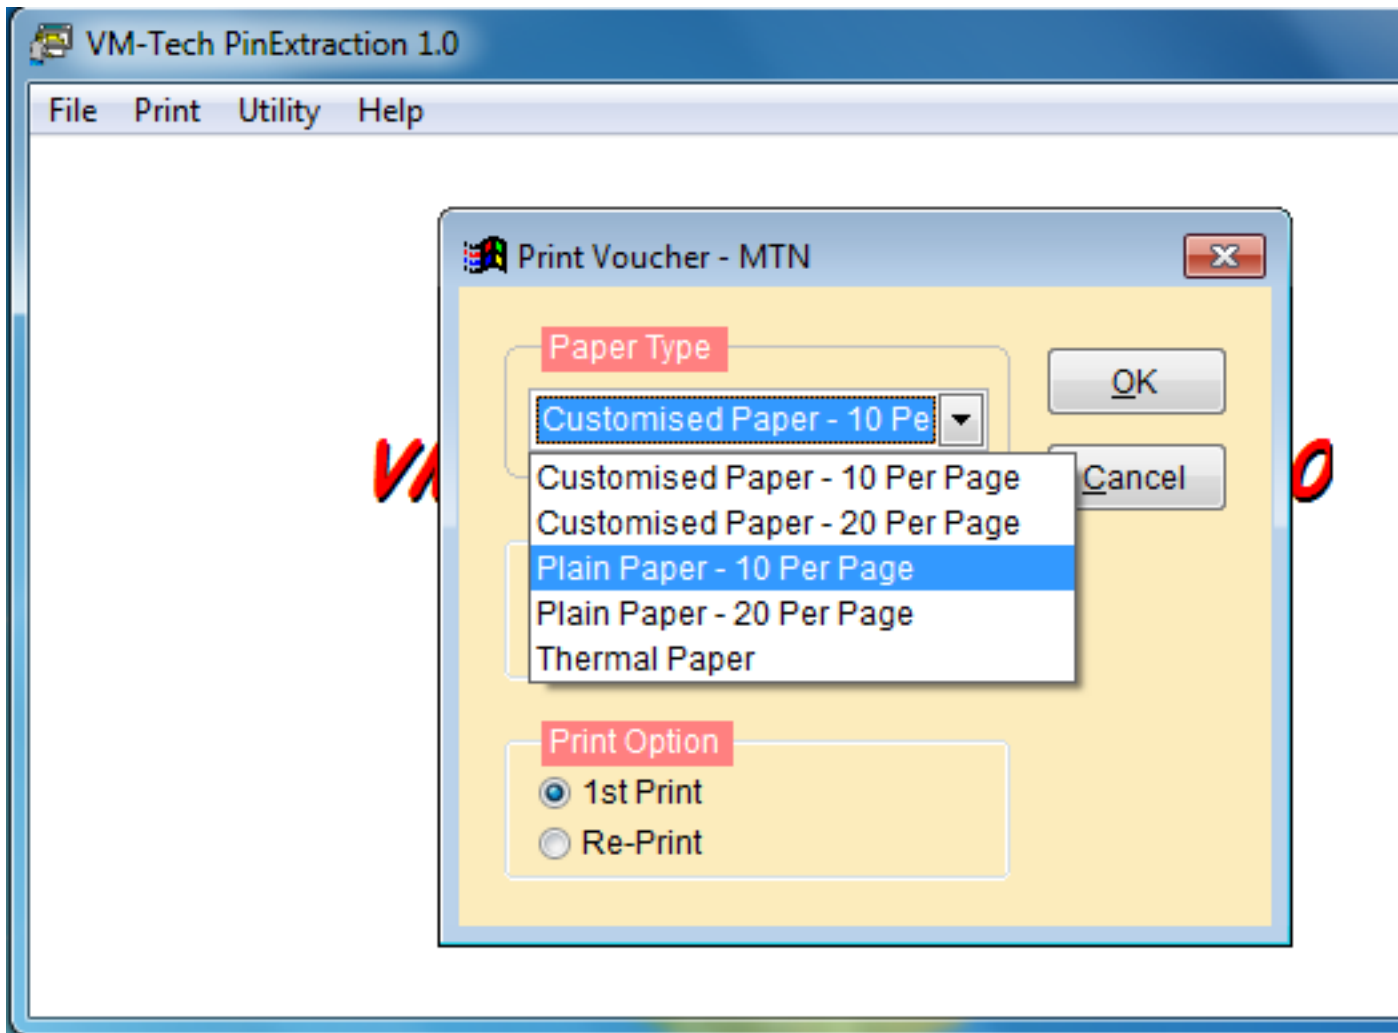 VM-Tech PinExtraction 1.0
File Print Utility Help
Print Voucher - MTN
Paper Type
OK
Customised Paper - 10 Pe
Cancel
Customised Paper - 10 Per Page
Customised Paper - 20 Per Page
Plain Paper - 10 Per Page
Plain Paper - 20 Per Page
Thermal Paper
Print Option
1st Print
Re-Print